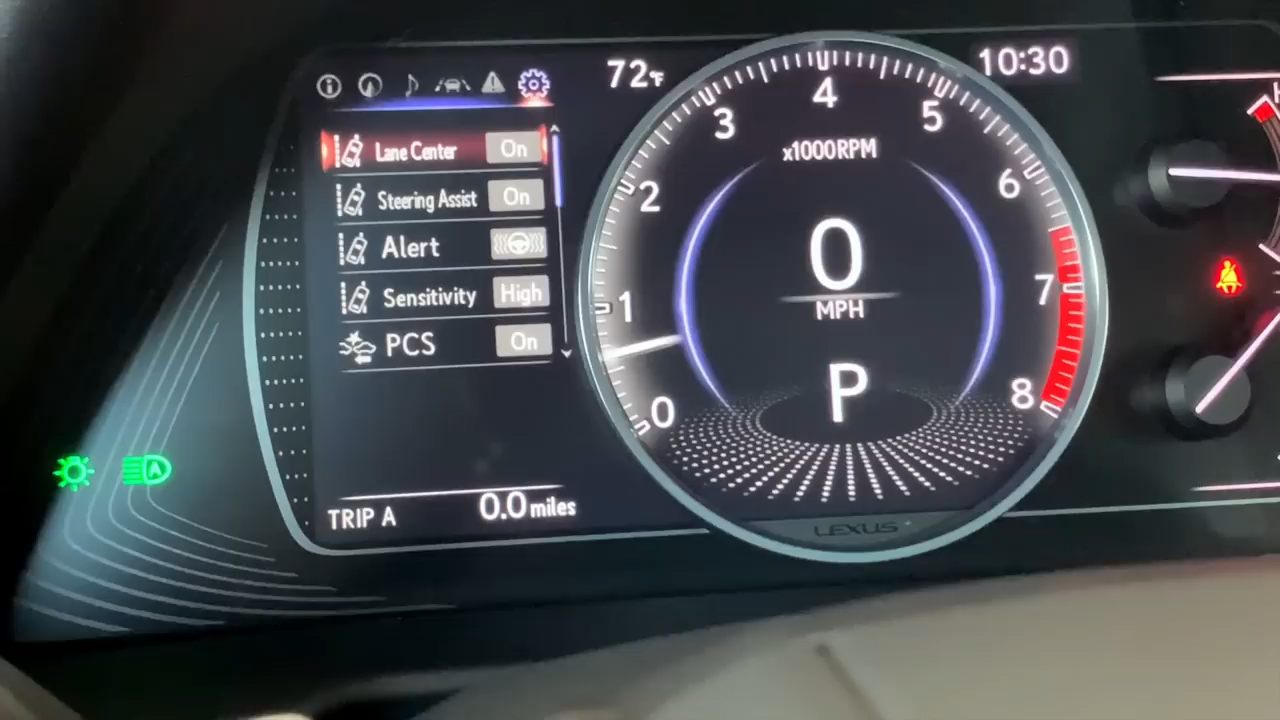 72°F
10:30
Lane Center On
Steering Assist On
Alert
Sensitivity High
PCS On
TRIP A 0.0 miles
0
1
2
3
4
5
6
7
8
x1000RPM
0
MPH
P
LEXUS
A
H